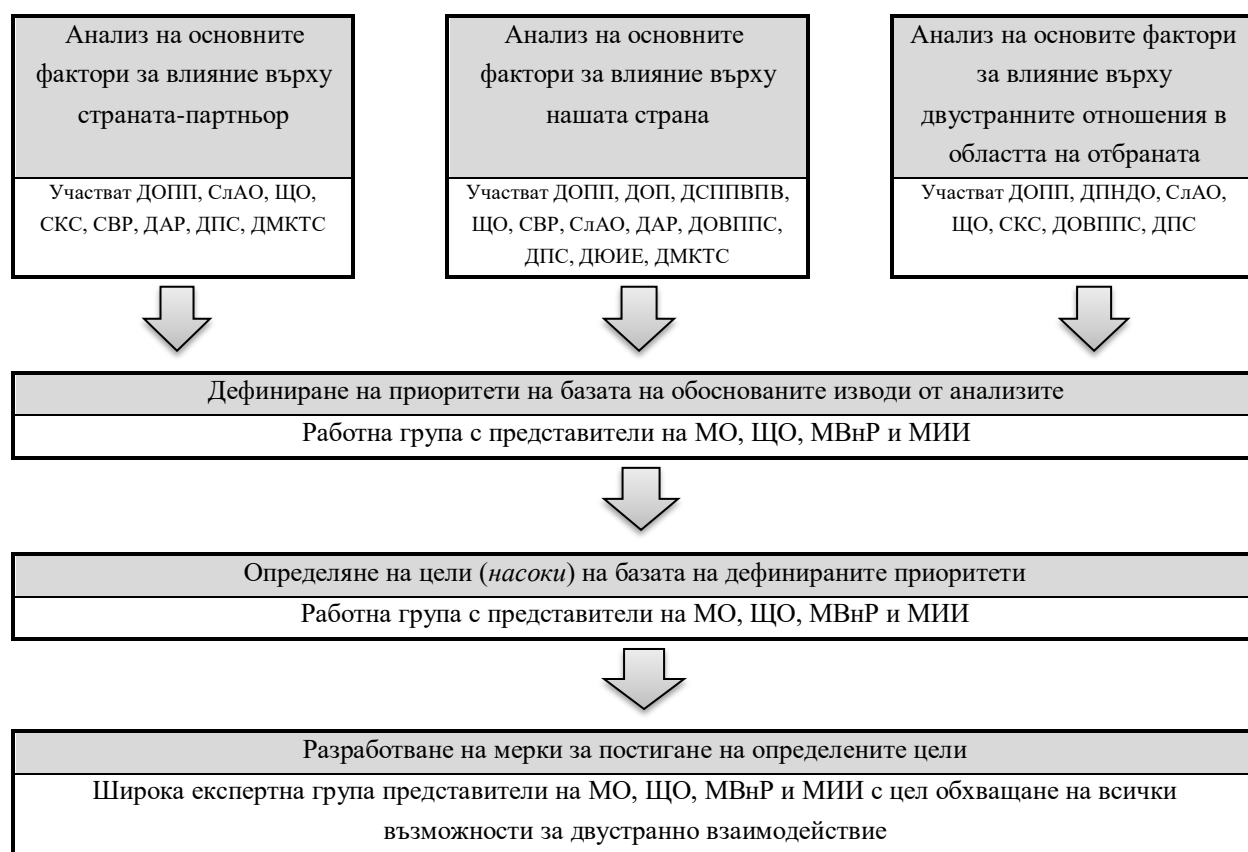 Анализ на основните
фактори за влияние върху
страната-партньор
Участват ДОПП, СлАО, ЩО,
СКС, СВР, ДАР, ДПС, ДМКТС
Анализ на основните
фактори за влияние върху
нашата страна
Участват ДОПП, ДОП, ДСППВПВ,
ЩО, СВР, СлАО, ДАР, ДОВППС,
ДПС, ДЮИЕ, ДМКТС
Анализ на основите фактори
за влияние върху
двустранните отношения в
областта на отбраната
Участват ДОПП, ДПНДО, СлАО,
ЩО, СКС, ДОВППС, ДПС
Дефиниране на приоритети на базата на обоснованите изводи от анализите
Работна група с представители на МО, ЩО, МВнР и МИИ
Определяне на цели (насоки) на базата на дефинираните приоритети
Работна група с представители на МО, ЩО, МВнР и МИИ
Разработване на мерки за постигане на определените цели
Широка експертна група представители на МО, ЩО, МВнР и МИИ с цел обхващане на всички
възможности за двустранно взаимодействие